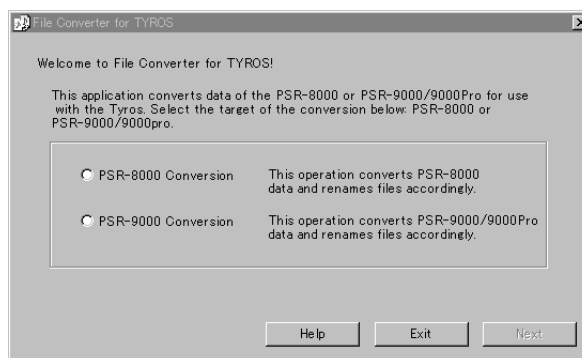 File Converter for TYROS
Welcome to File Converter for TYROS!
This application converts data of the PSR-8000 or PSR-9000/9000Pro for use
with the Tyros. Select the target of the conversion below: PSR-8000 or
PSR-9000/9000pro.
PSR-8000 Conversion
This operation converts PSR-8000
data and renames files accordingly.
PSR-9000 Conversion
This operation converts PSR-9000/9000Pro
data and renames files accordingly.
Help
Exit
Next